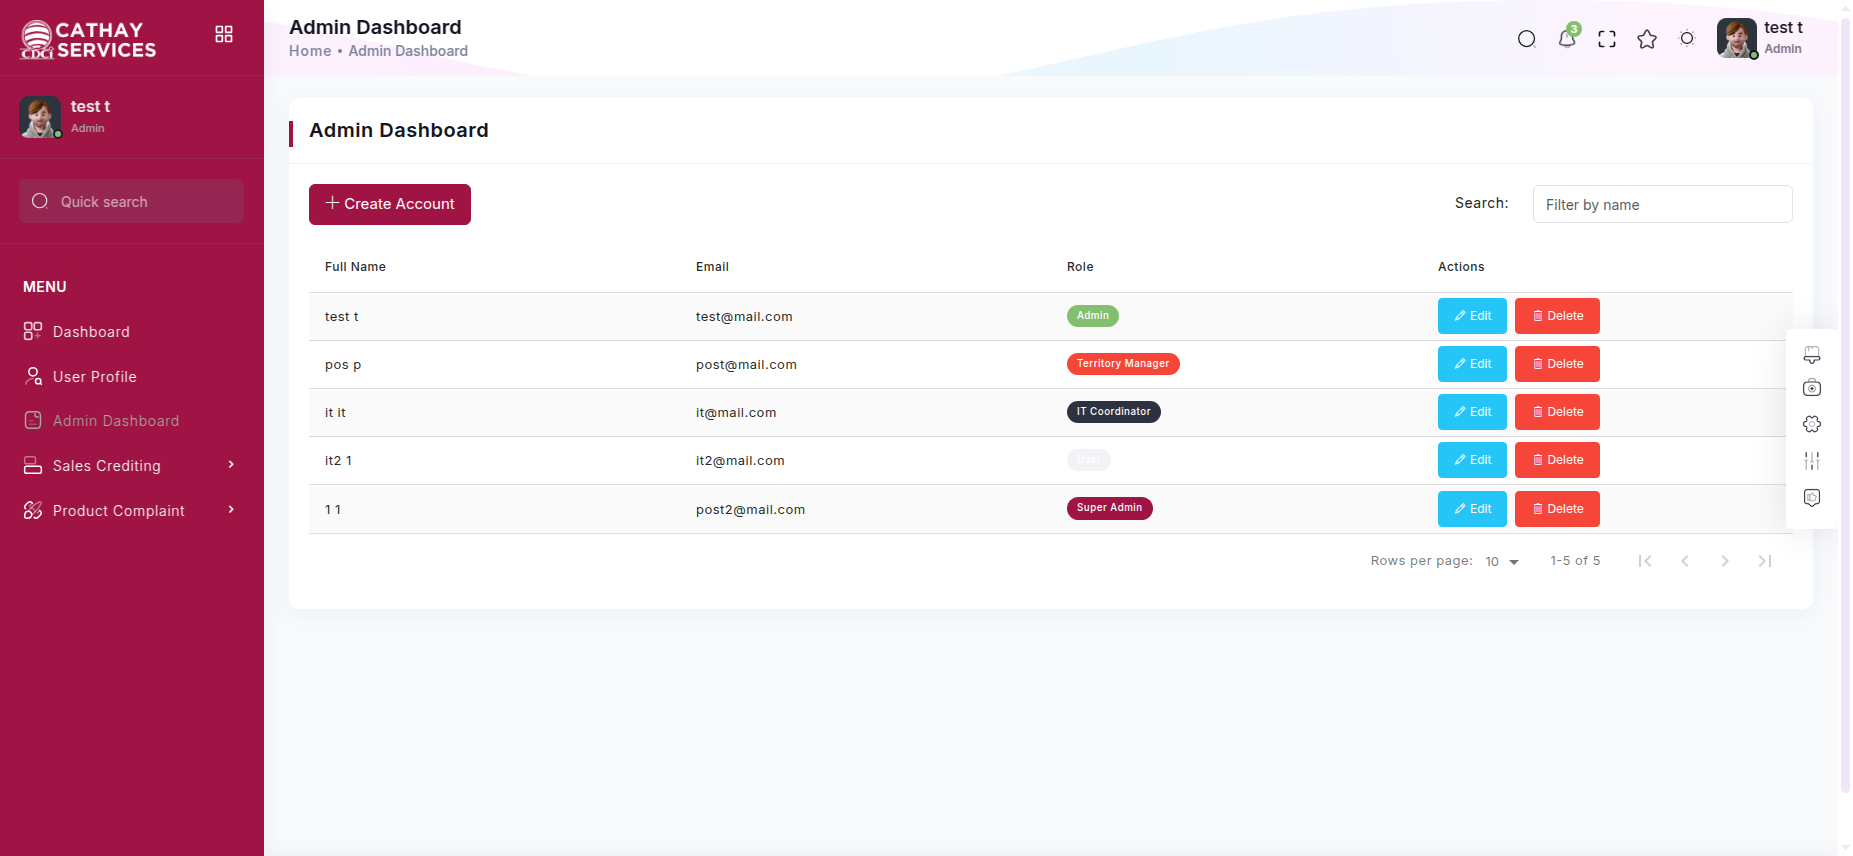 CATHAY
SERVICES
CDCi
test t
Admin
Quick search
MENU
Dashboard
User Profile
Admin Dashboard
Sales Crediting
Product Complaint
Admin Dashboard
Home • Admin Dashboard
3
test t
Admin
Admin Dashboard
Create Account
Search: Filter by name
Full Name Email Role Actions
test t test@mail.com Admin Edit Delete
pos p post@mail.com Territory Manager Edit Delete
it it it@mail.com IT Coordinator Edit Delete
it2 1 it2@mail.com User Edit Delete
1 1 post2@mail.com Super Admin Edit Delete
Rows per page: 10 1-5 of 5